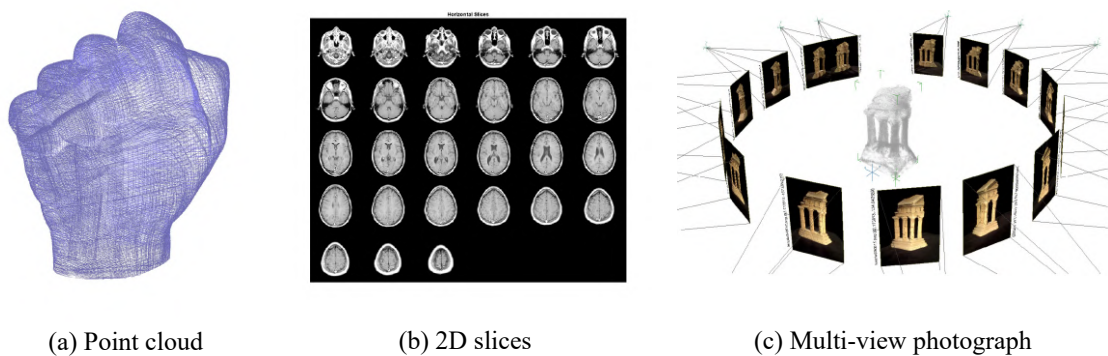 Horizontal Slices
(a) Point cloud
(b) 2D slices
(c) Multi-view photograph